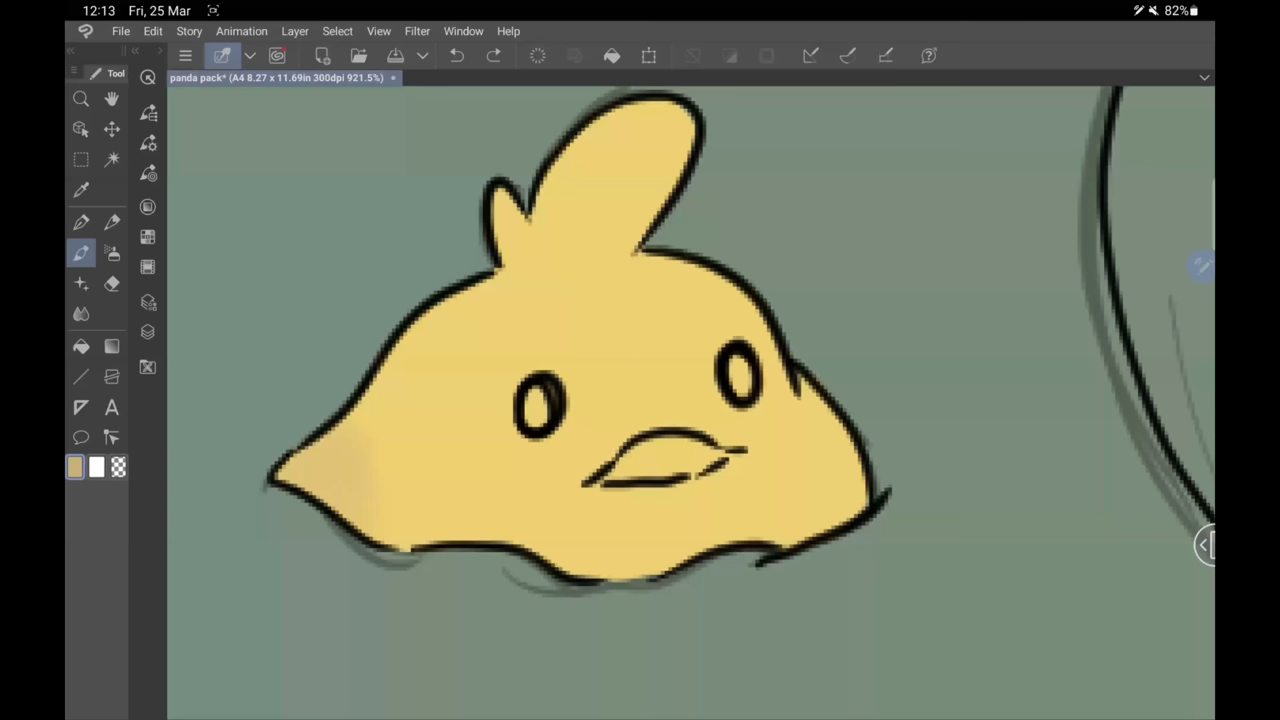 12:13 Fri, 25 Mar 82%
File Edit Story Animation Layer Select View Filter Window Help
Tool
panda pack* (A4 8.27 x 11.69in 300dpi 921.5%)